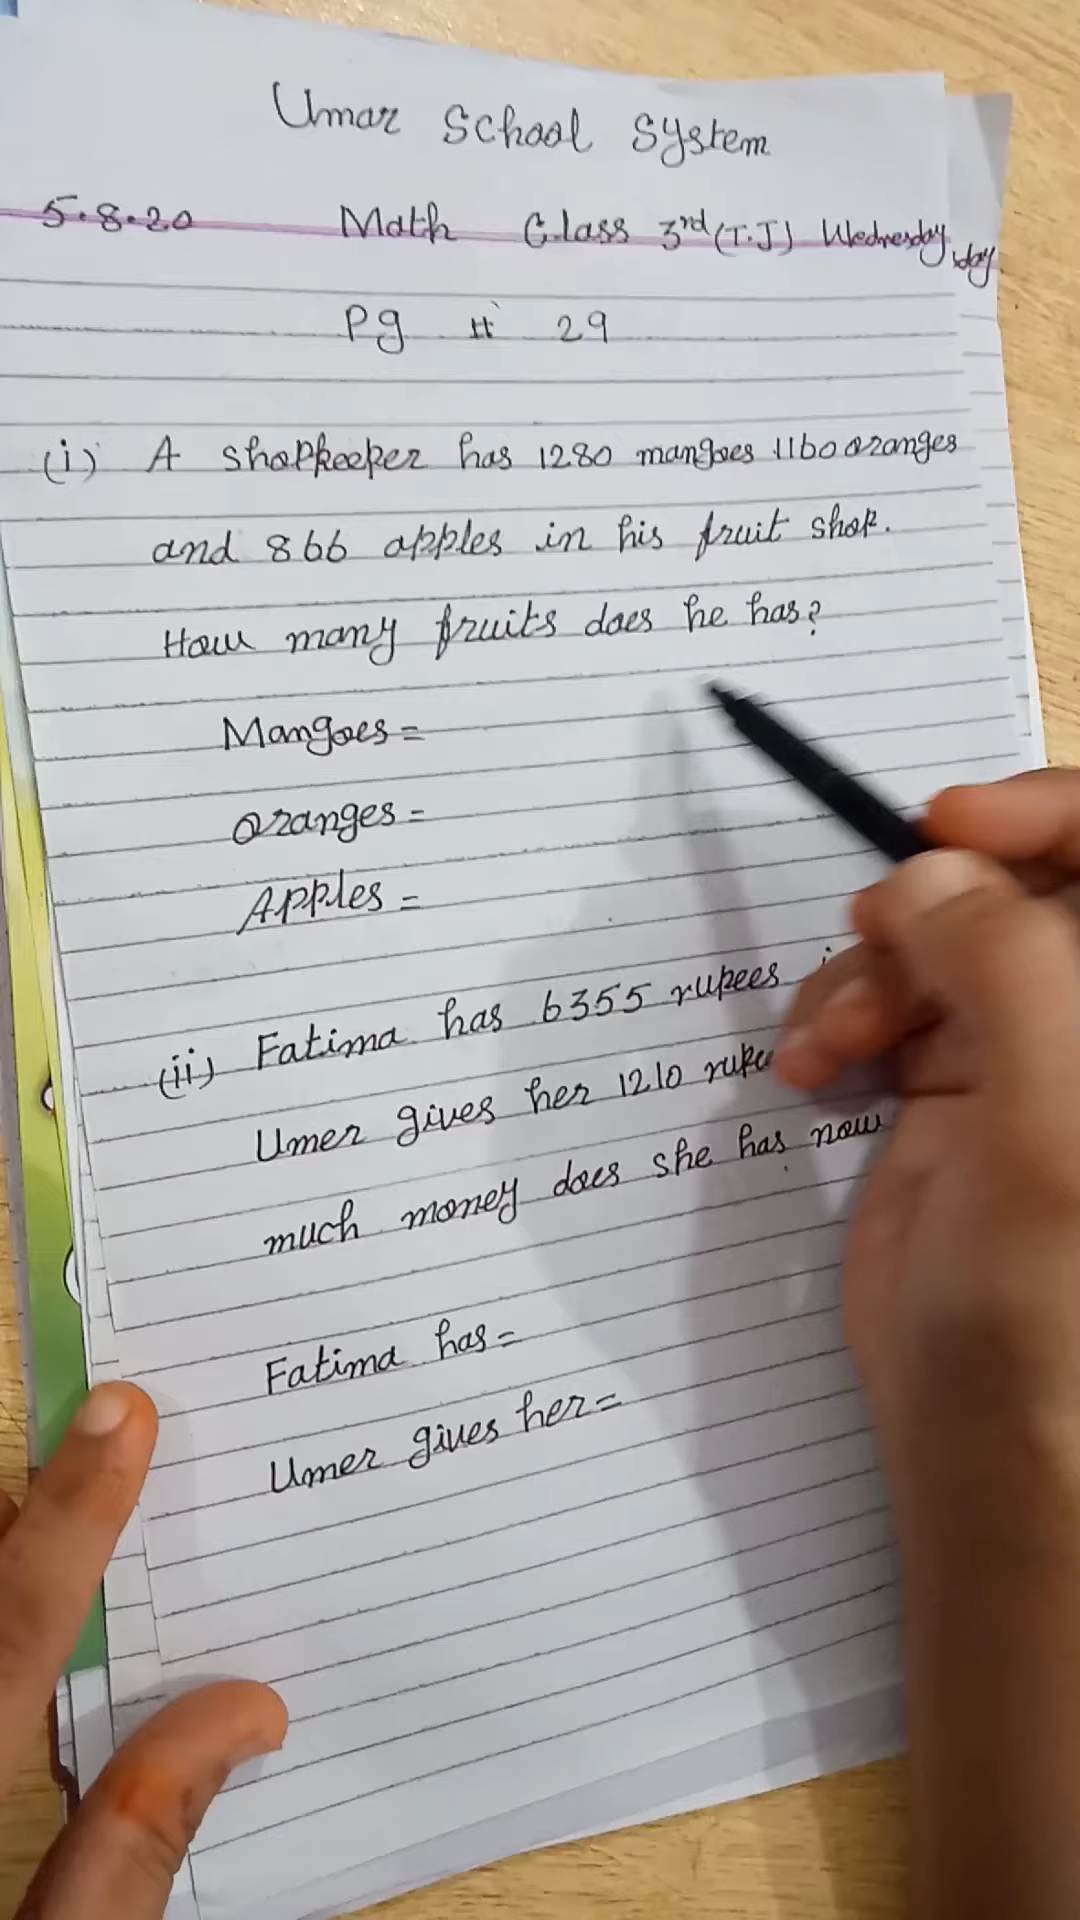 Umar School System
5.8.20 Math Class 3rd (T.J) Wednesday day
Pg # 29
(i) A shopkeeper has 1280 mangoes 1160 oranges
and 866 apples in his fruit shop.
How many fruits does he has?
Mangoes =
Oranges =
Apples =
(ii) Fatima has 6355 rupees
Umer gives her 1210
much money does she has now
Fatima has =
Umer gives her =